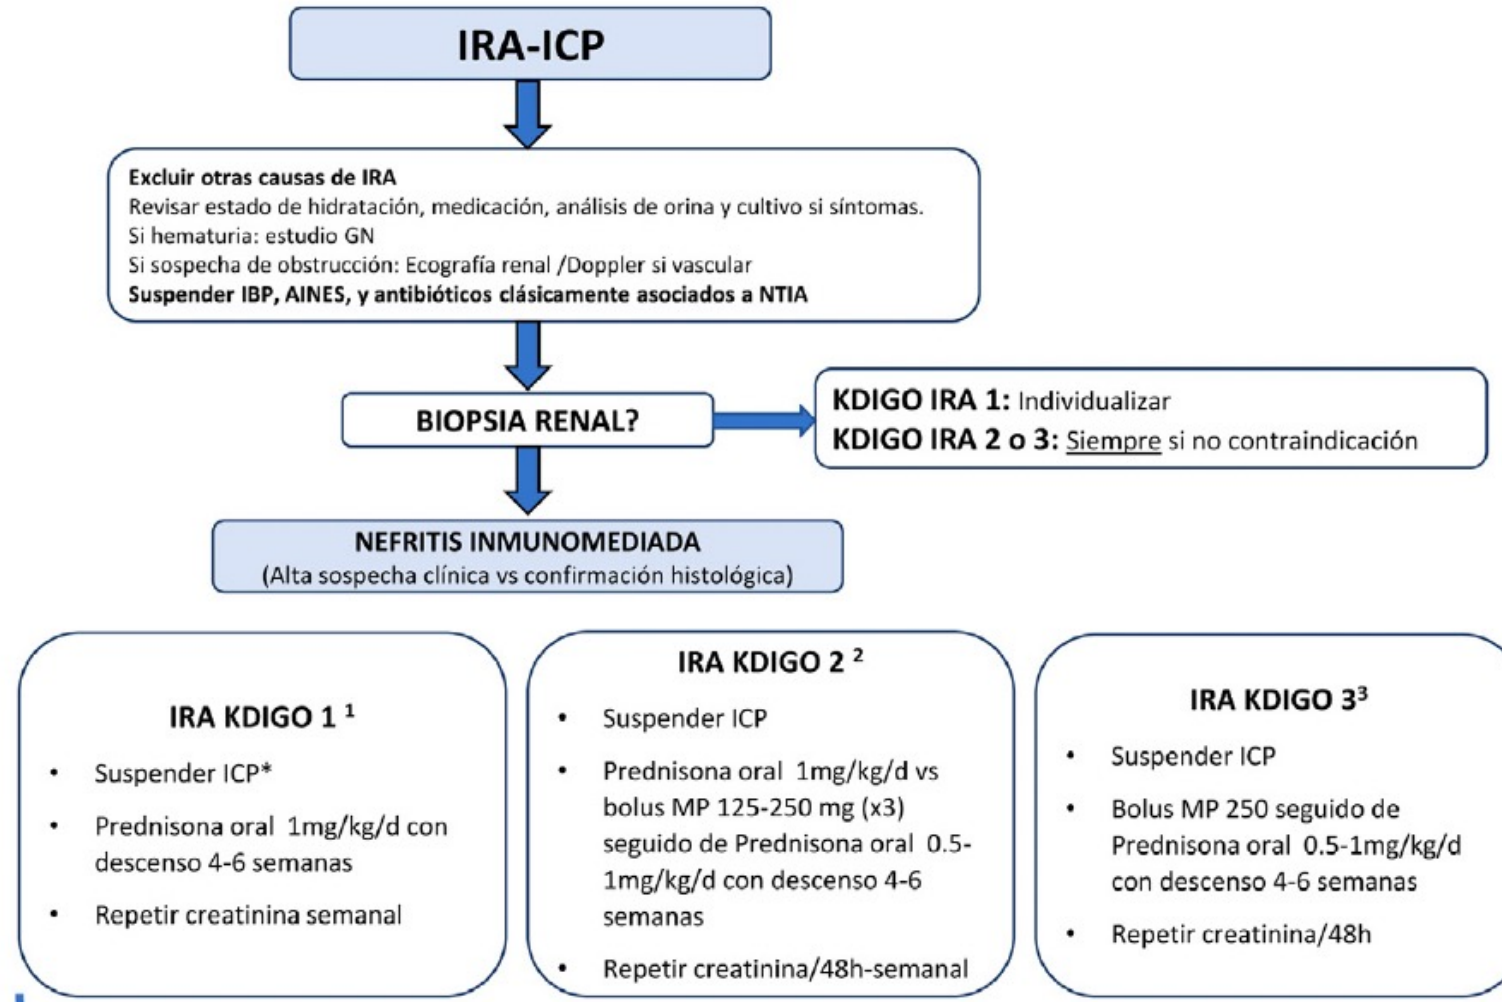 IRA-ICP
Excluir otras causas de IRA
Revisar estado de hidratación, medicación, análisis de orina y cultivo si síntomas.
Si hematuria: estudio GN
Si sospecha de obstrucción: Ecografía renal /Doppler si vascular
Suspender IBP, AINES, y antibióticos clásicamente asociados a NTIA
BIOPSIA RENAL?
KDIGO IRA 1: Individualizar
KDIGO IRA 2 o 3: Siempre si no contraindicación
NEFRITIS INMUNOMEDIADA
(Alta sospecha clínica vs confirmación histológica)
IRA KDIGO 1 ¹
• Suspender ICP*
• Prednisona oral 1mg/kg/d con
descenso 4-6 semanas
• Repetir creatinina semanal
IRA KDIGO 2 ²
• Suspender ICP
• Prednisona oral 1mg/kg/d vs
bolus MP 125-250 mg (x3)
seguido de Prednisona oral 0.5-
1mg/kg/d con descenso 4-6
semanas
• Repetir creatinina/48h-semanal
IRA KDIGO 3³
• Suspender ICP
• Bolus MP 250 seguido de
Prednisona oral 0.5-1mg/kg/d
con descenso 4-6 semanas
• Repetir creatinina/48h